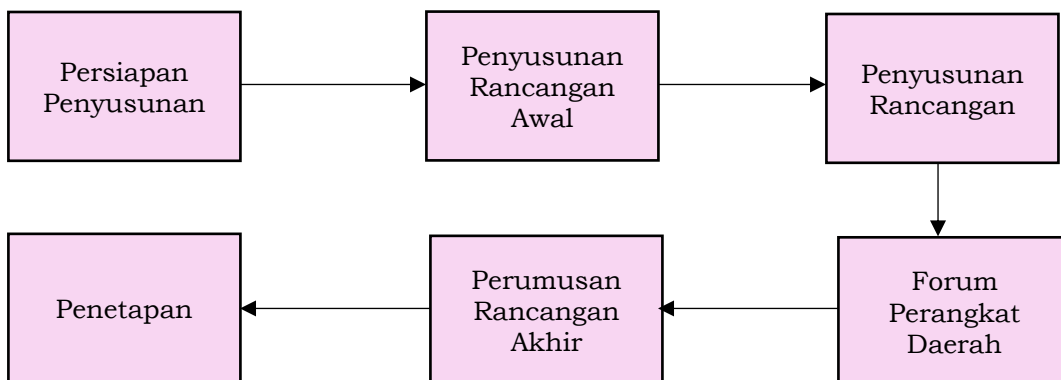 Persiapan
Penyusunan
Penyusunan
Rancangan
Awal
Penyusunan
Rancangan
Forum
Perangkat
Daerah
Perumusan
Rancangan
Akhir
Penetapan